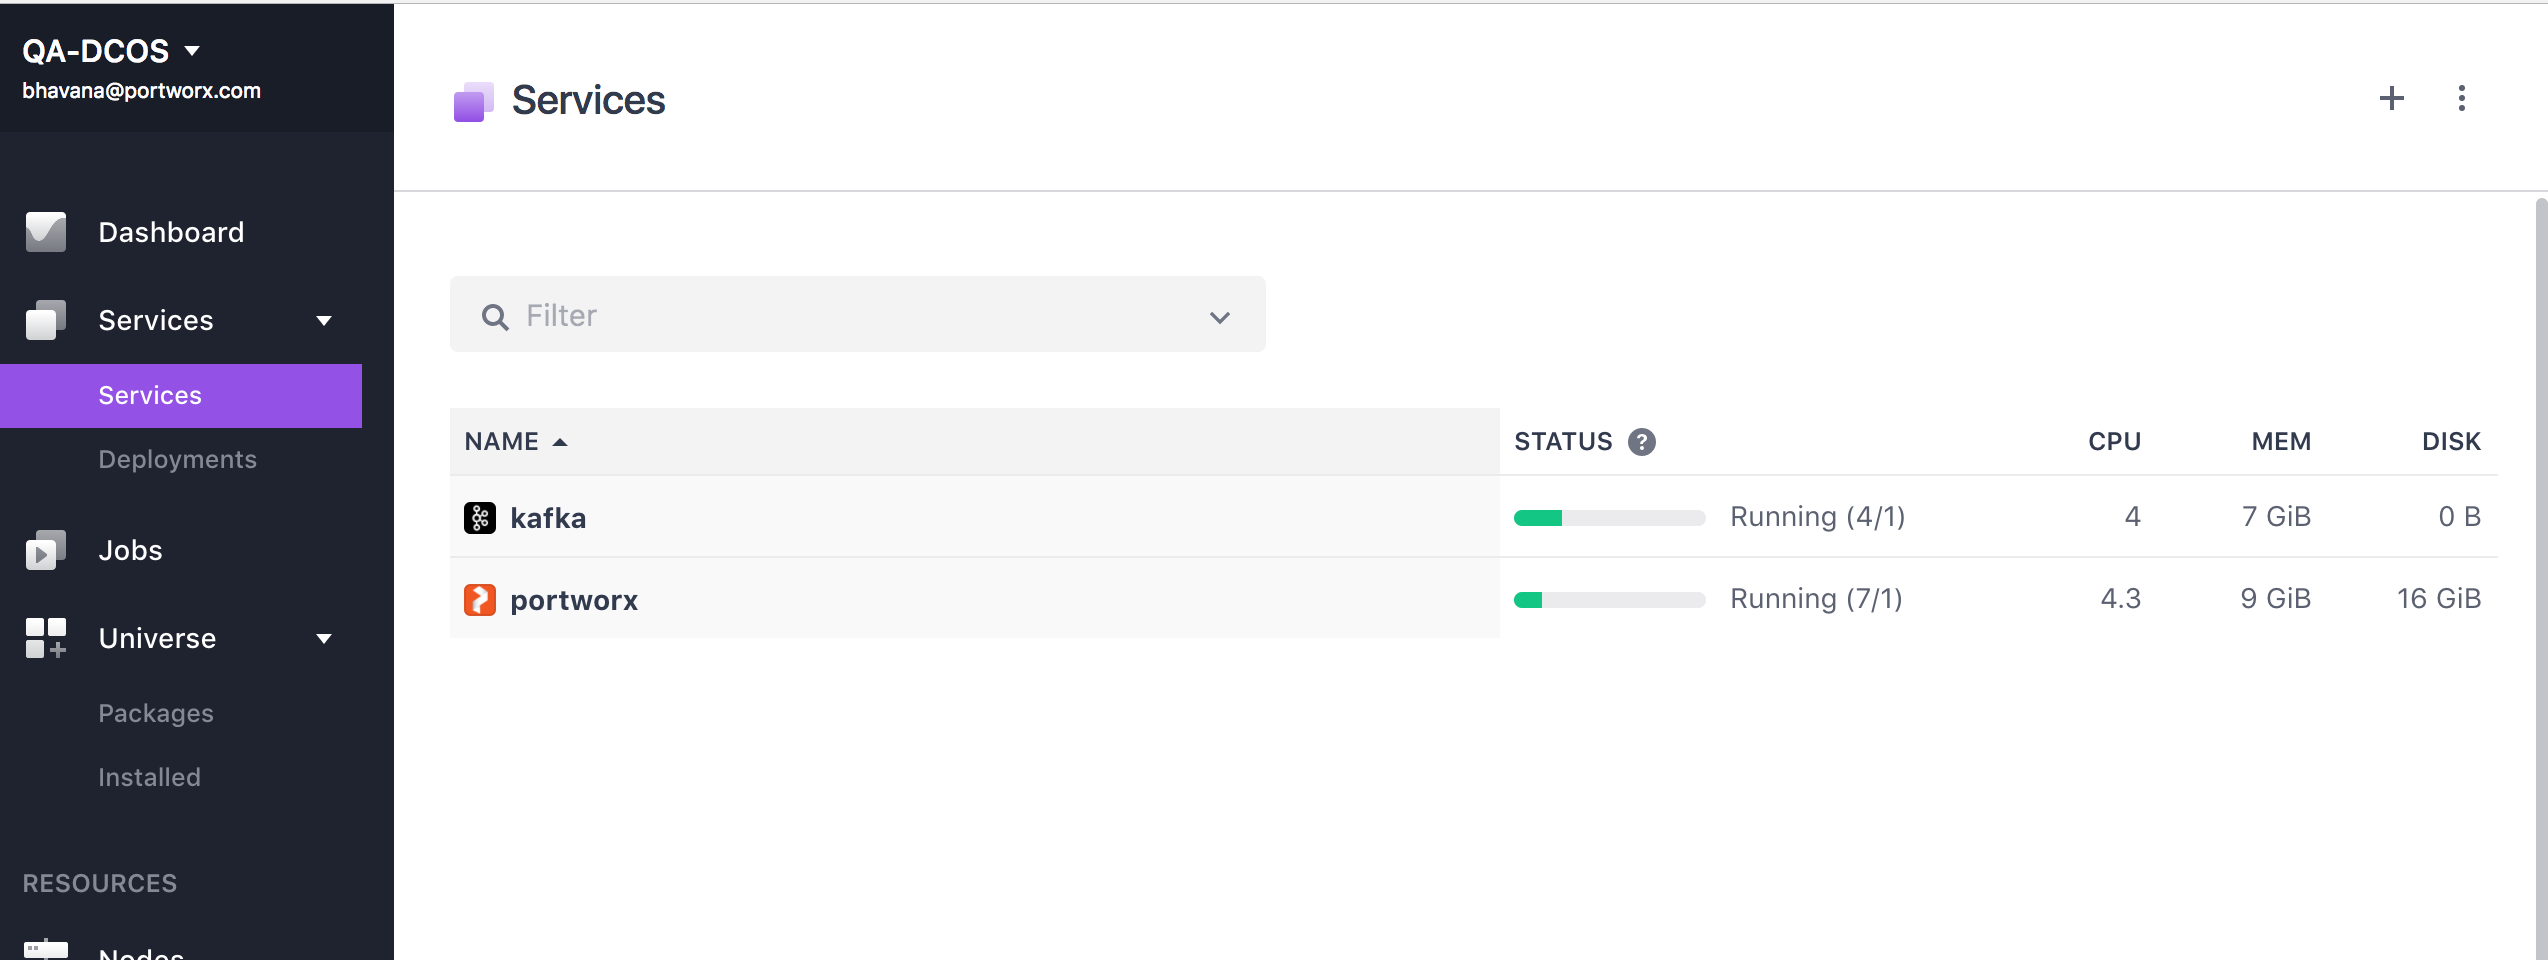 QA-DCOS
bhavana@portworx.com
Dashboard
Services
Services
Deployments
Jobs
Universe
Packages
Installed
RESOURCES
Nodes
Services
Filter
NAME STATUS ? CPU MEM DISK
kafka Running (4/1) 4 7 GiB 0 B
portworx Running (7/1) 4.3 9 GiB 16 GiB